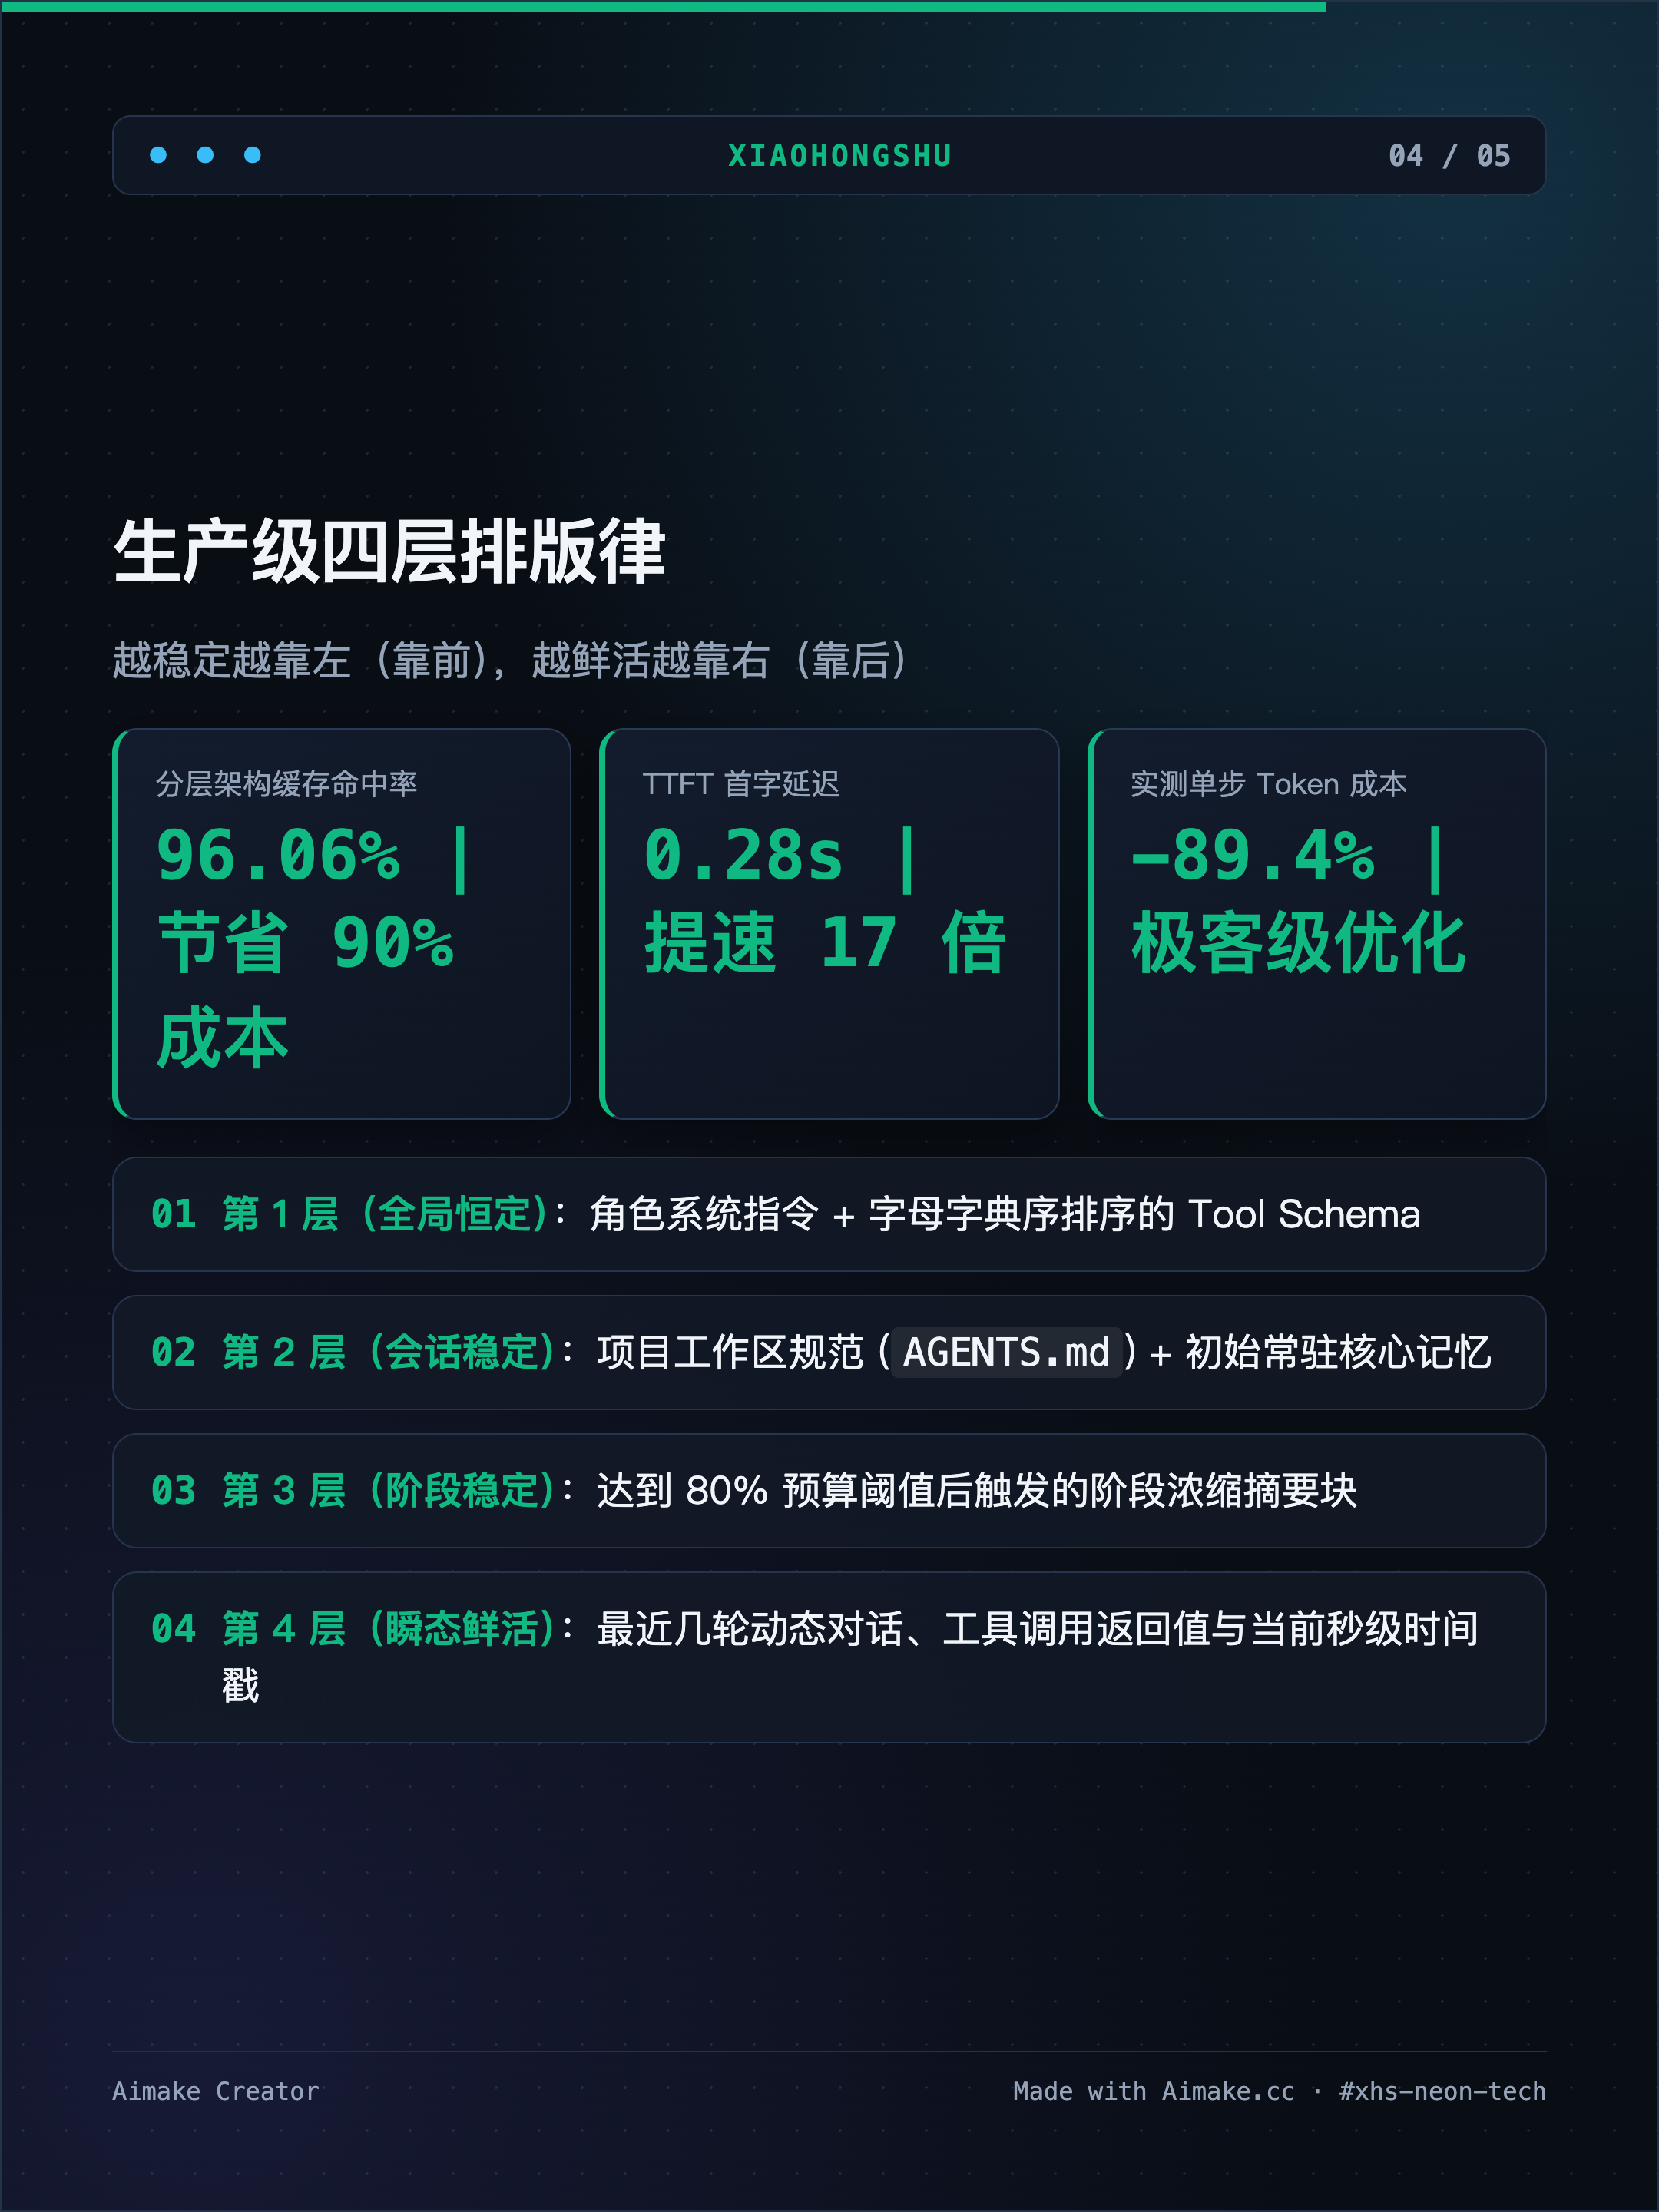 XIAOHONGSHU
04 / 05
生产级四层排版律
越稳定越靠左（靠前），越鲜活越靠右（靠后）
分层架构缓存命中率
96.06% |
节省 90%
成本
TTFT 首字延迟
0.28s |
提速 17 倍
实测单步 Token 成本
-89.4% |
极客级优化
01 第 1 层（全局恒定）：角色系统指令 + 字母字典序排序的 Tool Schema
02 第 2 层（会话稳定）：项目工作区规范 (AGENTS.md) + 初始常驻核心记忆
03 第 3 层（阶段稳定）：达到 80% 预算阈值后触发的阶段浓缩摘要块
04 第 4 层（瞬态鲜活）：最近几轮动态对话、工具调用返回值与当前秒级时间
戳
Aimake Creator
Made with Aimake.cc · #xhs-neon-tech